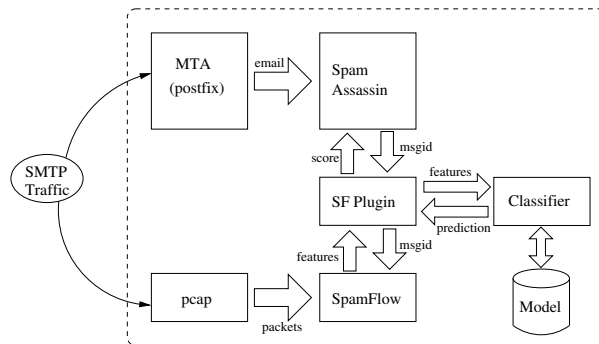 MTA
(postfix)
email
Spam
Assassin
score
msgid
SMTP
Traffic
SF Plugin
features
Classifier
prediction
features
msgid
pcap
packets
SpamFlow
Model